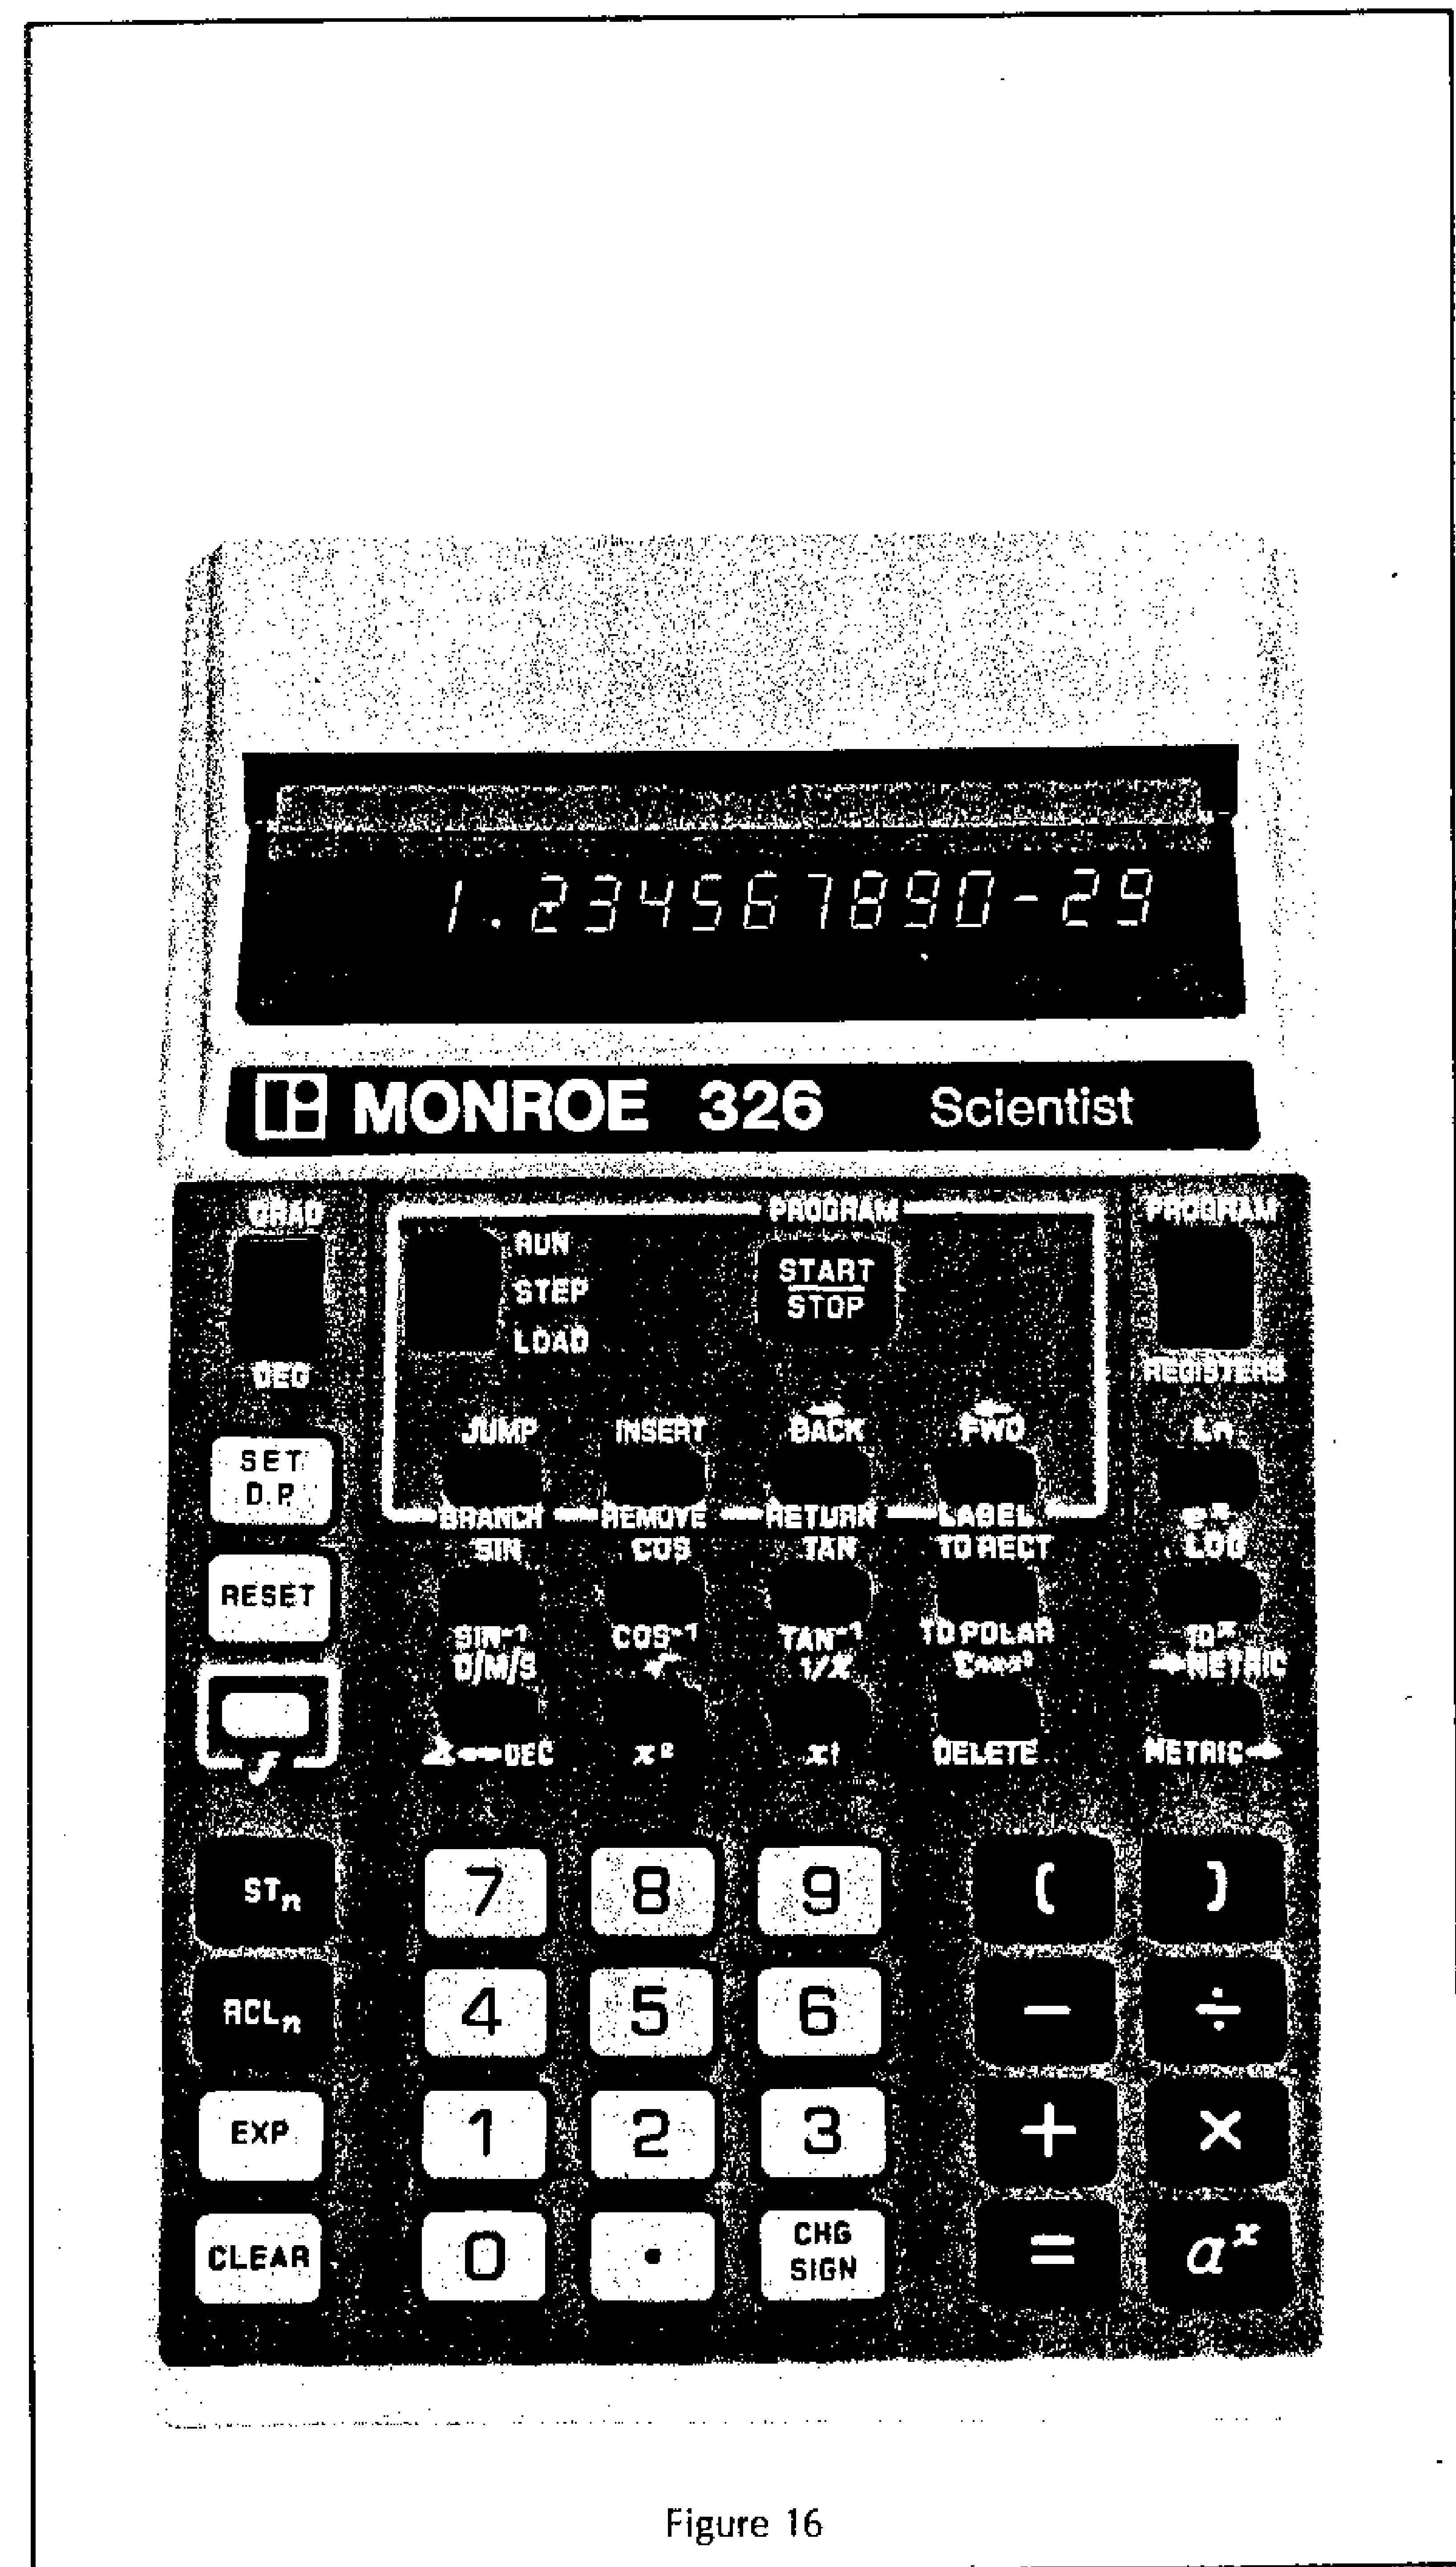 1.234567890-29
MONROE 326 Scientist
GRAD PROGRAM PROGRAM
RUN
STEP
LOAD
START
STOP
DEG REGISTERS
JUMP INSERT BACK FWD Ln
SET
D.P.
BRANCH REMOVE RETURN LABEL eˣ
SIN COS TAN TO RECT LOG
RESET
SIN⁻¹ COS⁻¹ TAN⁻¹ TO POLAR 10ˣ
D/M/S √ 1/X →METRIC
f
DEC x² x! DELETE METRIC→
STn 7 8 9 ( )
RCLn 4 5 6 − ÷
EXP 1 2 3 + ×
CLEAR 0 . CHG SIGN = aˣ
Figure 16